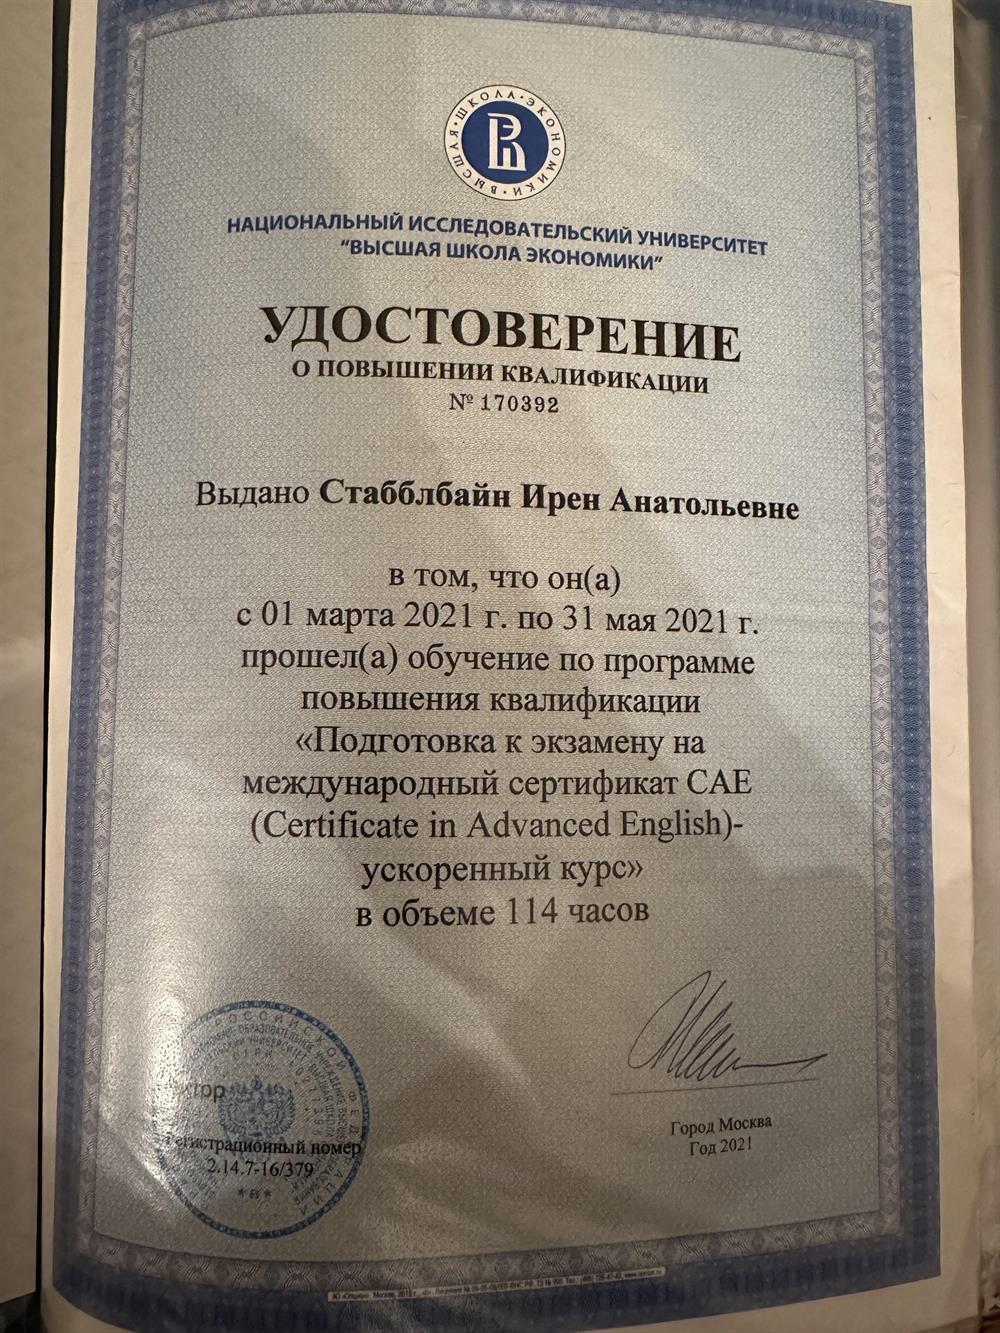 ВЫСШАЯ · ШКОЛА · ЭКОНОМИКИ
НАЦИОНАЛЬНЫЙ ИССЛЕДОВАТЕЛЬСКИЙ УНИВЕРСИТЕТ
“ВЫСШАЯ ШКОЛА ЭКОНОМИКИ”
УДОСТОВЕРЕНИЕ
О ПОВЫШЕНИИ КВАЛИФИКАЦИИ
№ 170392
Выдано Стабблбайн Ирен Анатольевне
в том, что он(а)
с 01 марта 2021 г. по 31 мая 2021 г.
прошел(а) обучение по программе
повышения квалификации
«Подготовка к экзамену на
международный сертификат CAE
(Certificate in Advanced English)-
ускоренный курс»
в объеме 114 часов
Регистрационный номер
2.14.7-16/379
*В*
Город Москва
Год 2021